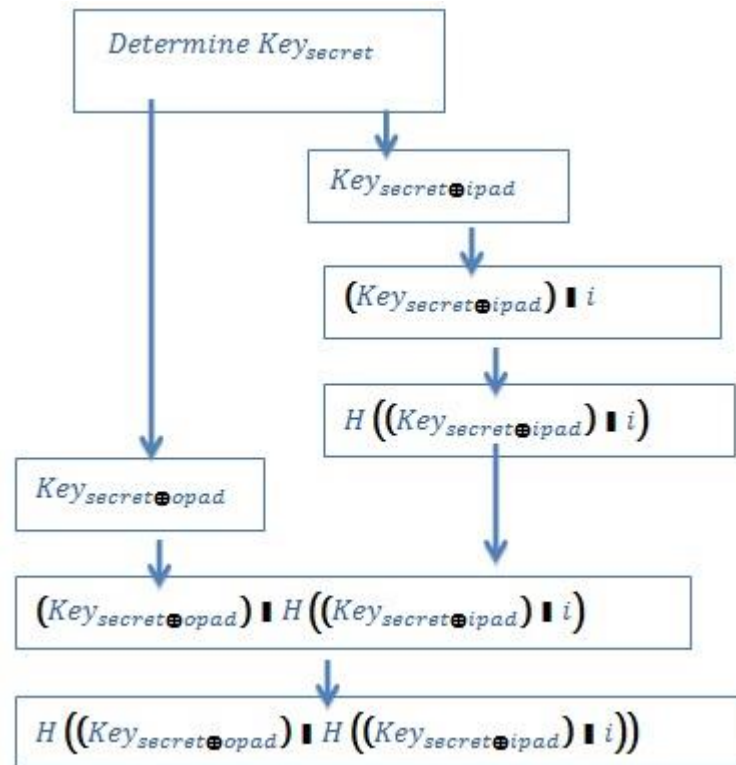 Determine Key_secret
Key_secret⊕ipad
(Key_secret⊕ipad) ∥ i
H((Key_secret⊕ipad) ∥ i)
Key_secret⊕opad
(Key_secret⊕opad) ∥ H((Key_secret⊕ipad) ∥ i)
H((Key_secret⊕opad) ∥ H((Key_secret⊕ipad) ∥ i))